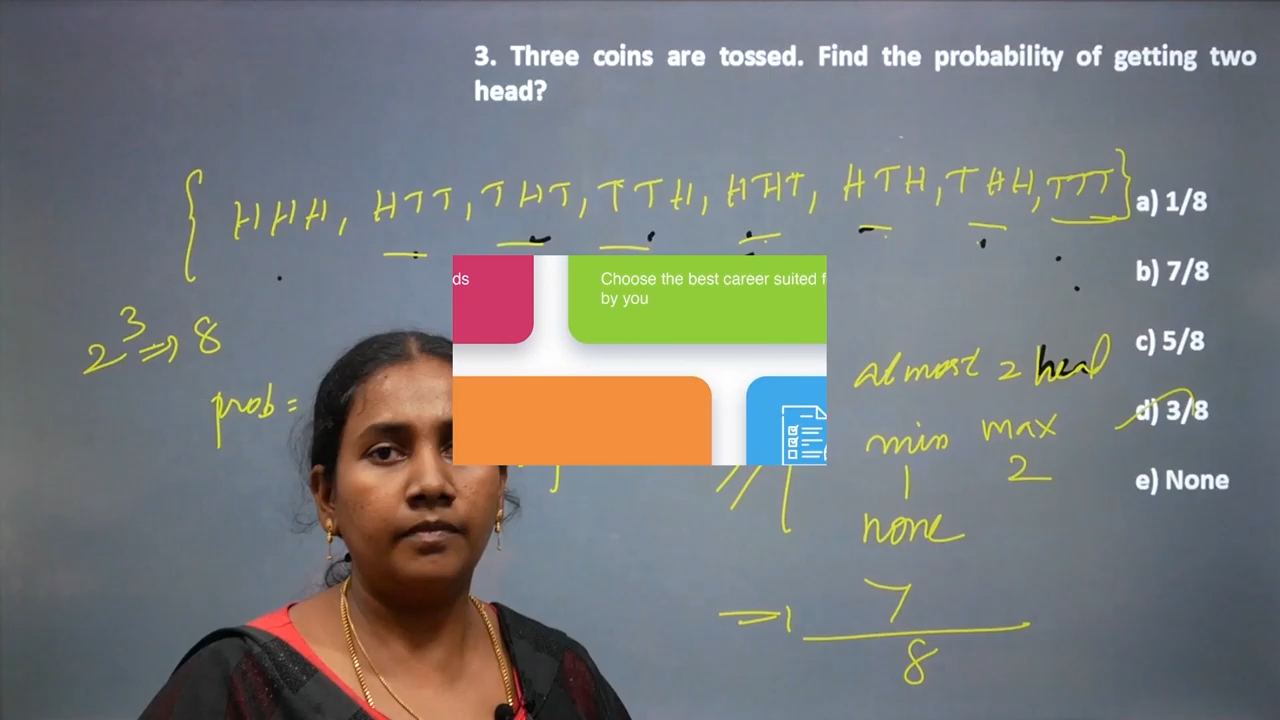 3. Three coins are tossed. Find the probability of getting two
head?
{ HHH, HTT, THT, TTH, HHT, HTH, THH, TTT }
a) 1/8
b) 7/8
c) 5/8
d) 3/8
e) None
2³ => 8
prob =
ds
Choose the best career suited f
by you
almost 2 head
min max
1 2
none
=> 7
8